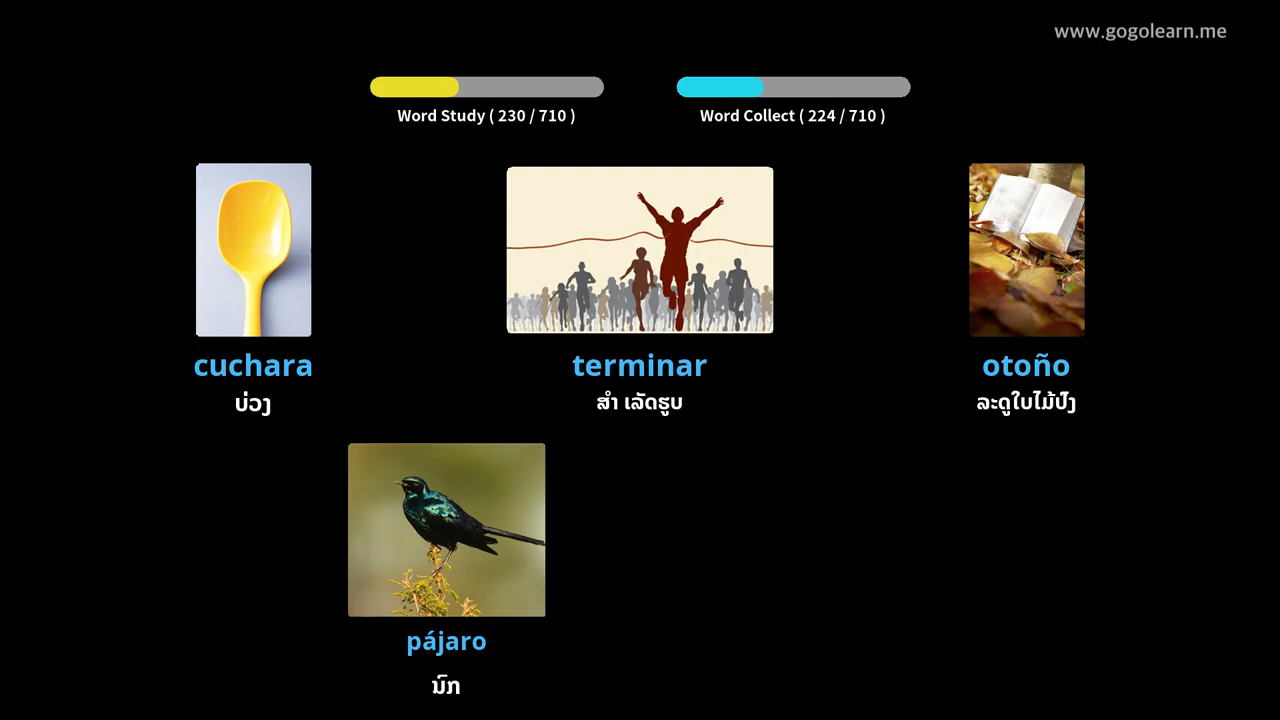 www.gogolearn.me
Word Study ( 230 / 710 )
Word Collect ( 224 / 710 )
cuchara
terminar
otoño
ບ່ວງ
ສໍາ ເລັດຮູບ
ລະດູໃບໄມ້ປົ່ງ
pájaro
ນົກ